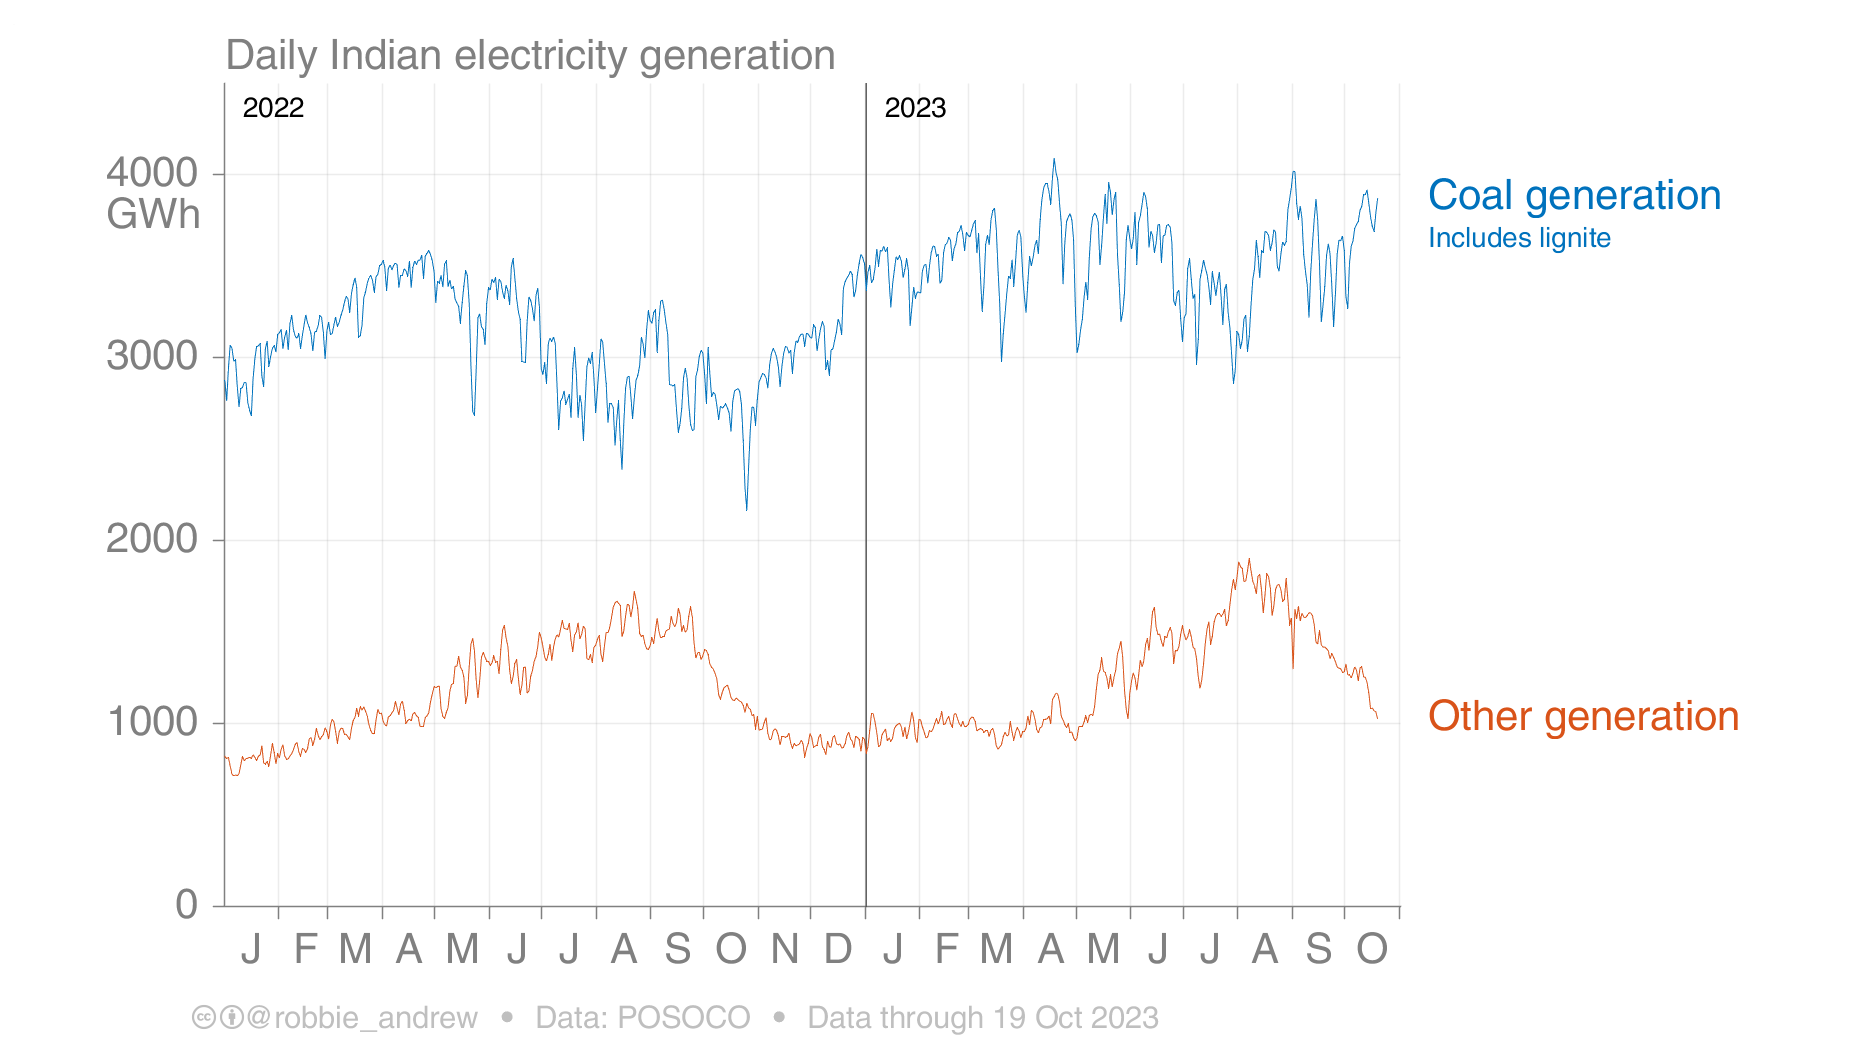 Daily Indian electricity generation
2022
2023
4000
GWh
3000
2000
1000
0
Coal generation
Includes lignite
Other generation
J F M A M J J A S O N D J F M A M J J A S O
cc @robbie_andrew • Data: POSOCO • Data through 19 Oct 2023